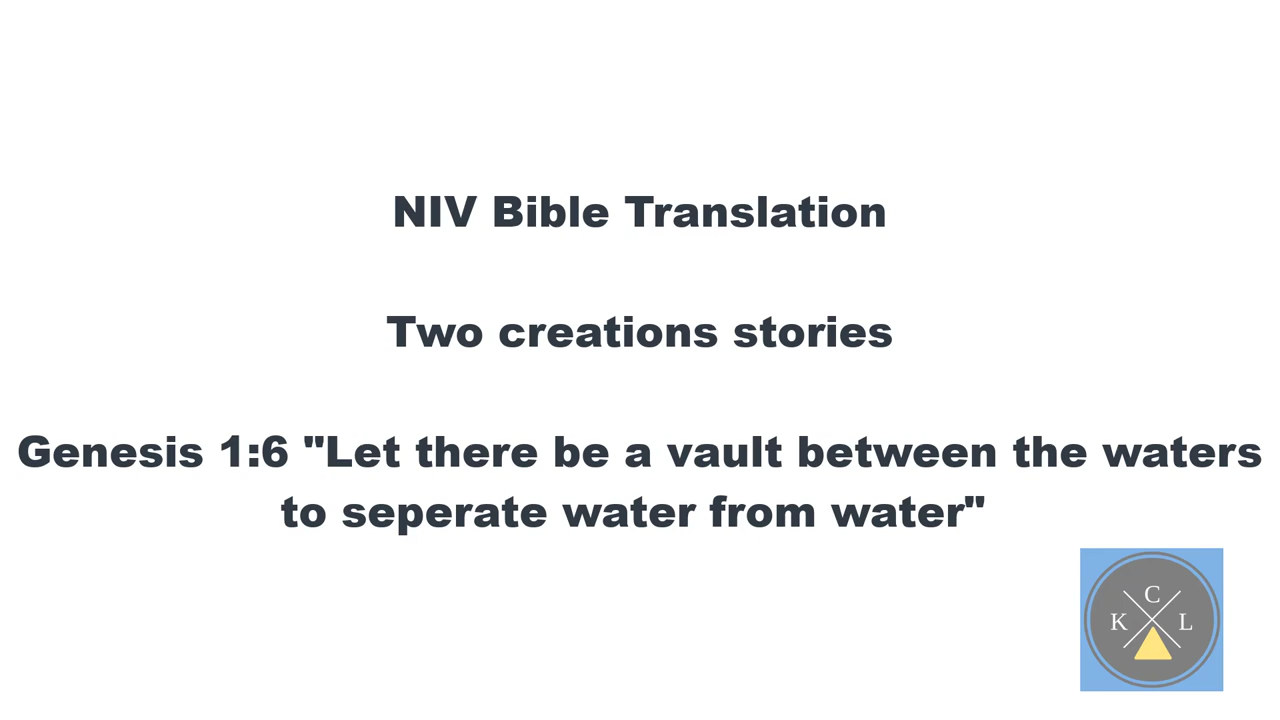 NIV Bible Translation
Two creations stories
Genesis 1:6 "Let there be a vault between the waters
to seperate water from water"
C
K L